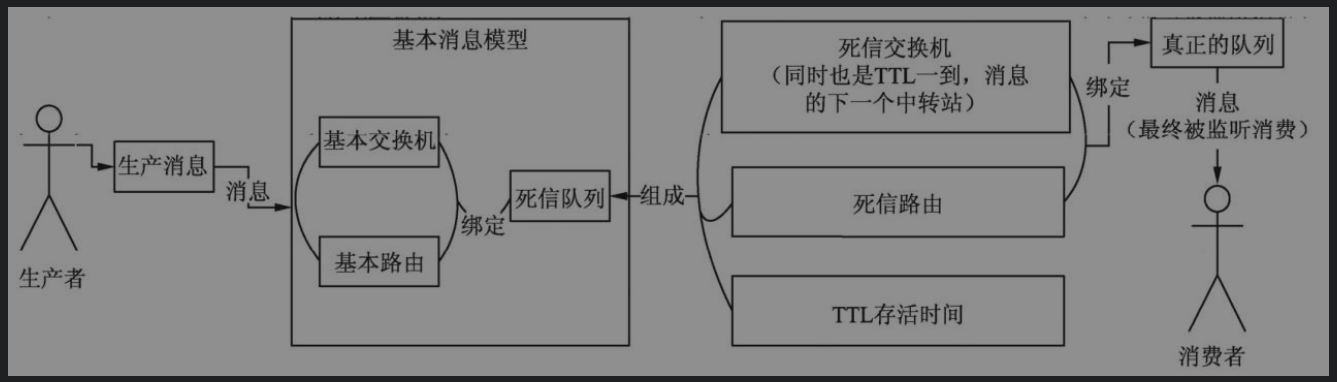 基本消息模型
基本交换机
基本路由
生产者
生产消息
消息
绑定
死信队列
组成
死信交换机
（同时也是TTL一到，消息
的下一个中转站）
死信路由
TTL存活时间
绑定
真正的队列
消息
（最终被监听消费）
消费者